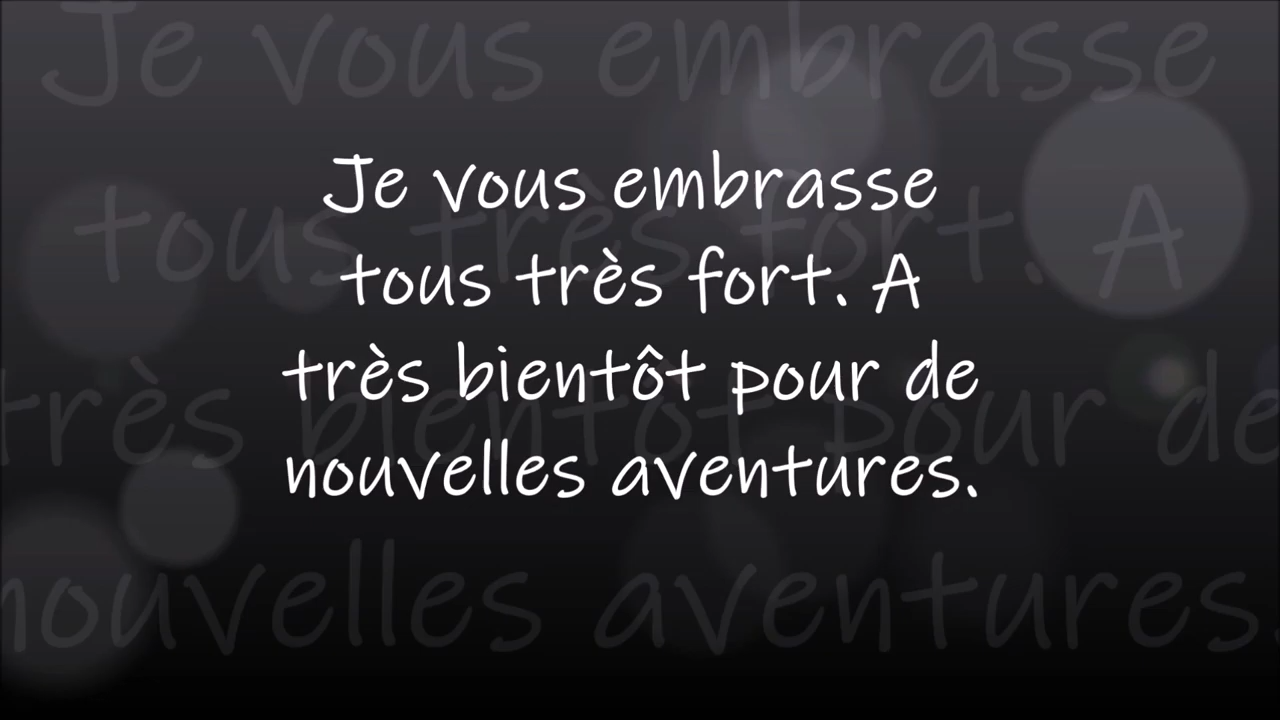 Je vous embrasse
tous très fort. A
très bientôt pour de
nouvelles aventures.